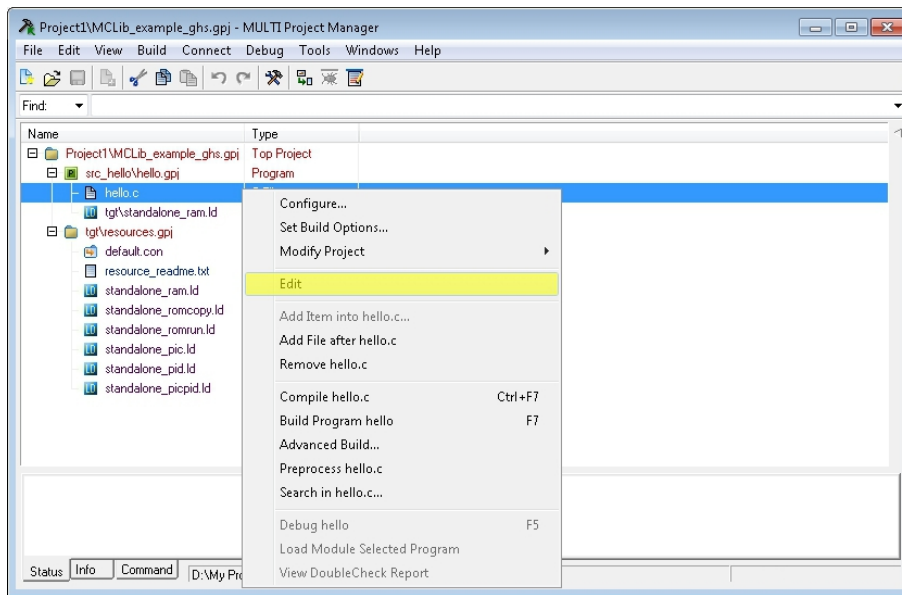 Project1\MCLib_example_ghs.gpj - MULTI Project Manager
File Edit View Build Connect Debug Tools Windows Help
Find:
Name Type
Project1\MCLib_example_ghs.gpj Top Project
src_hello\hello.gpj Program
hello.c
tgt\standalone_ram.ld
tgt\resources.gpj
default.con
resource_readme.txt
standalone_ram.ld
standalone_romcopy.ld
standalone_romrun.ld
standalone_pic.ld
standalone_pid.ld
standalone_picpid.ld
Configure...
Set Build Options...
Modify Project
Edit
Add Item into hello.c...
Add File after hello.c
Remove hello.c
Compile hello.c Ctrl+F7
Build Program hello F7
Advanced Build...
Preprocess hello.c
Search in hello.c...
Debug hello F5
Load Module Selected Program
View DoubleCheck Report
Status Info Command D:\My Pro